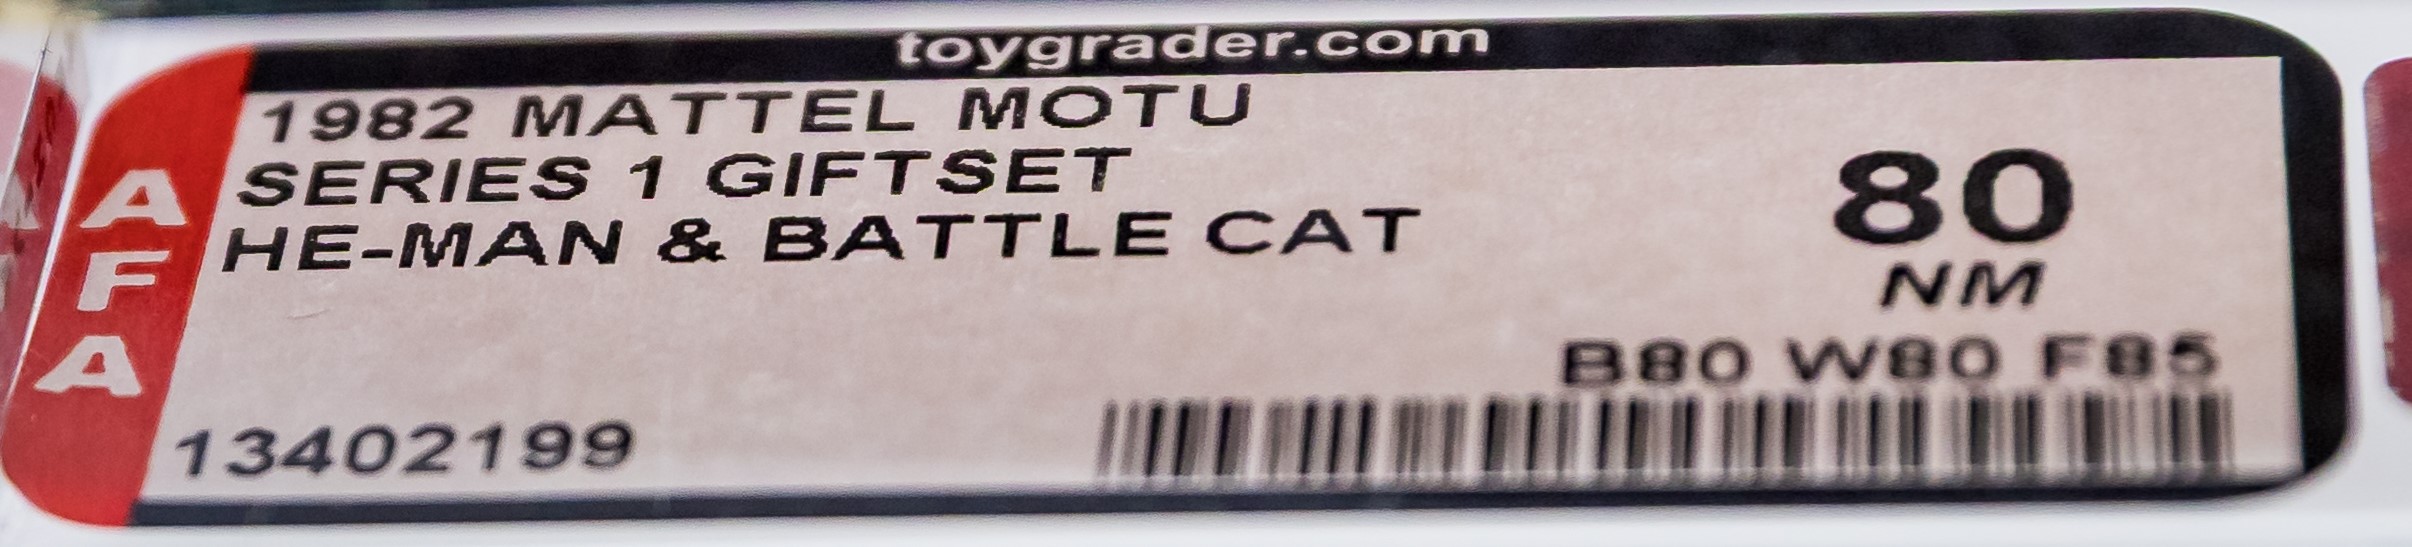 toygrader.com
AFA
1982 MATTEL MOTU
SERIES 1 GIFTSET
HE-MAN & BATTLE CAT
80
NM
B80 W80 F85
13402199